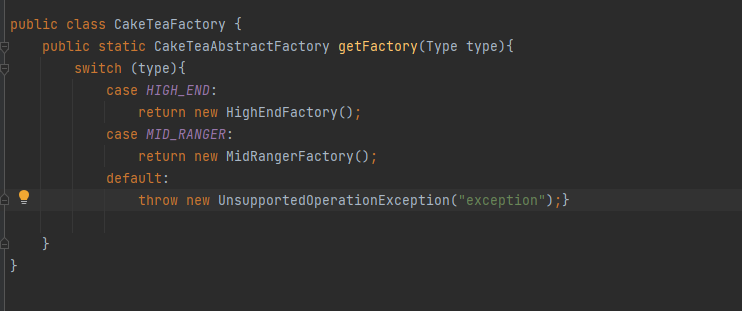 public class CakeTeaFactory {
    public static CakeTeaAbstractFactory getFactory(Type type){
        switch (type){
            case HIGH_END:
                return new HighEndFactory();
            case MID_RANGER:
                return new MidRangerFactory();
            default:
                throw new UnsupportedOperationException("exception");}
    }
}